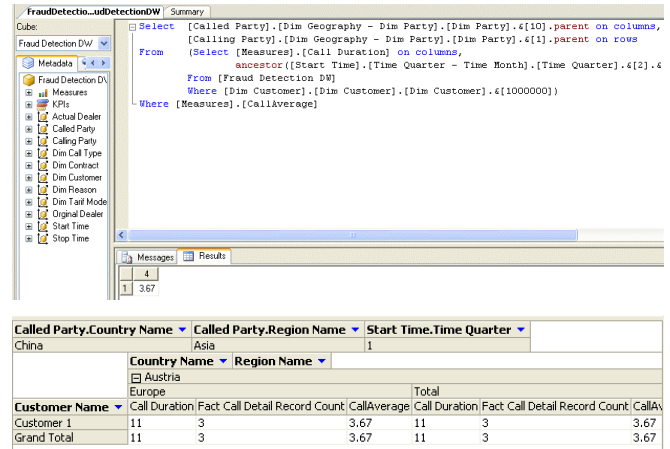 FraudDetectio...udDetectionDW Summary
Cube:
Fraud Detection DW
Metadata
Fraud Detection D\
Measures
KPIs
Actual Dealer
Called Party
Calling Party
Dim Call Type
Dim Contract
Dim Customer
Dim Reason
Dim Tarif Mode
Orginal Dealer
Start Time
Stop Time
Select [Called Party].[Dim Geography - Dim Party].[Dim Party].&[10].parent on columns,
[Calling Party].[Dim Geography - Dim Party].[Dim Party].&[1].parent on rows
From (Select [Measures].[Call Duration] on columns,
ancestor([Start Time].[Time Quarter - Time Month].[Time Quarter].&[2].&
From [Fraud Detection DW]
Where [Dim Customer].[Dim Customer].[Dim Customer].&[1000000])
Where [Measures].[CallAverage]
Messages Results
4
1 3.67
Called Party.Country Name Called Party.Region Name Start Time.Time Quarter
China Asia 1
Country Name Region Name
Austria
Europe Total
Customer Name Call Duration Fact Call Detail Record Count CallAverage Call Duration Fact Call Detail Record Count CallAv
Customer 1 11 3 3.67 11 3 3.67
Grand Total 11 3 3.67 11 3 3.67